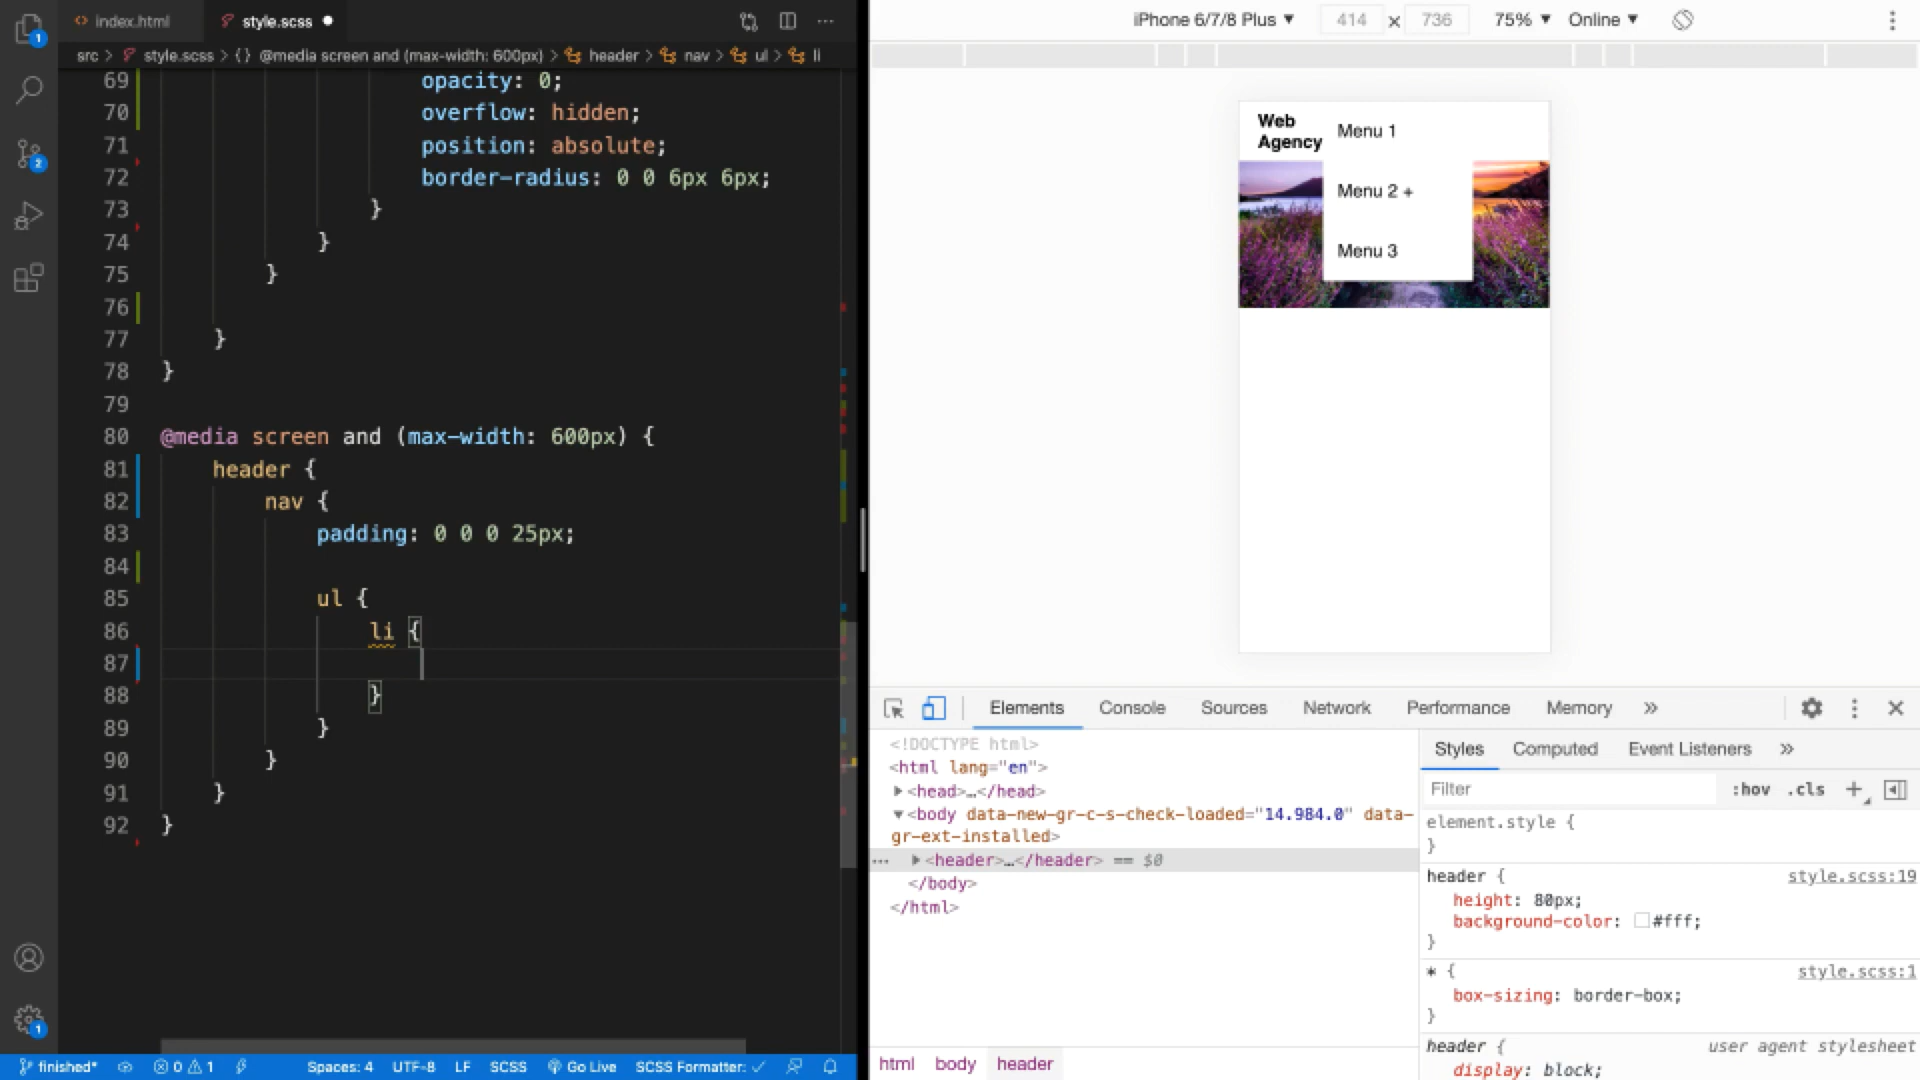 index.html
style.scss
src > style.scss > {} @media screen and (max-width: 600px) > header > nav > ul > li
69 opacity: 0;
70 overflow: hidden;
71 position: absolute;
72 border-radius: 0 0 6px 6px;
73 }
74 }
75 }
76
77 }
78 }
79
80 @media screen and (max-width: 600px) {
81 header {
82 nav {
83 padding: 0 0 0 25px;
84
85 ul {
86 li {
87
88 }
89 }
90 }
91 }
92 }
1
2
1
finished*
0 1
Spaces: 4
UTF-8
LF
SCSS
Go Live
SCSS Formatter: ✓
iPhone 6/7/8 Plus ▼
414 x 736
75% ▼
Online ▼
Web
Agency
Menu 1
Menu 2 +
Menu 3
Elements Console Sources Network Performance Memory »
<!DOCTYPE html>
<html lang="en">
▶<head>…</head>
▼<body data-new-gr-c-s-check-loaded="14.984.0" data-
gr-ext-installed>
… ▶<header>…</header> == $0
</body>
</html>
html body header
Styles Computed Event Listeners »
Filter :hov .cls +
element.style {
}
header { style.scss:19
height: 80px;
background-color: #fff;
}
* { style.scss:1
box-sizing: border-box;
}
header { user agent stylesheet
display: block;